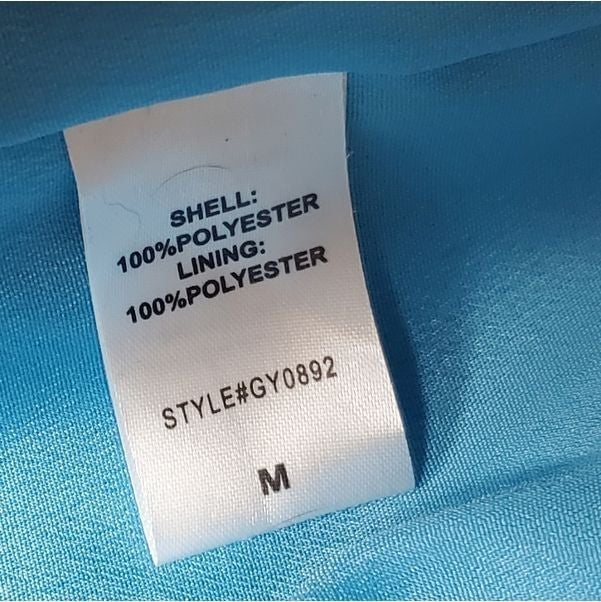 SHELL:
100%POLYESTER
LINING:
100%POLYESTER
STYLE#GY0892
M